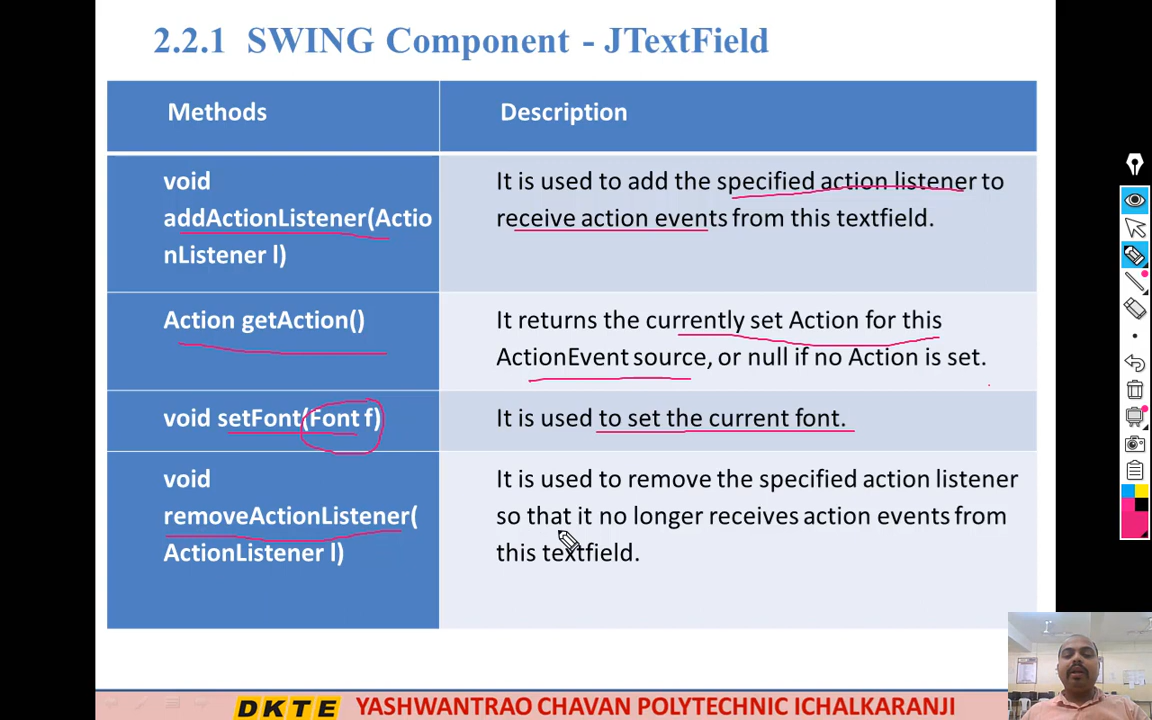 2.2.1 SWING Component - JTextField
Methods
Description
void
addActionListener(Actio
nListener l)
It is used to add the specified action listener to
receive action events from this textfield.
Action getAction()
It returns the currently set Action for this
ActionEvent source, or null if no Action is set.
void setFont(Font f)
It is used to set the current font.
void
removeActionListener(
ActionListener l)
It is used to remove the specified action listener
so that it no longer receives action events from
this textfield.
DKTE YASHWANTRAO CHAVAN POLYTECHNIC ICHALKARANJI